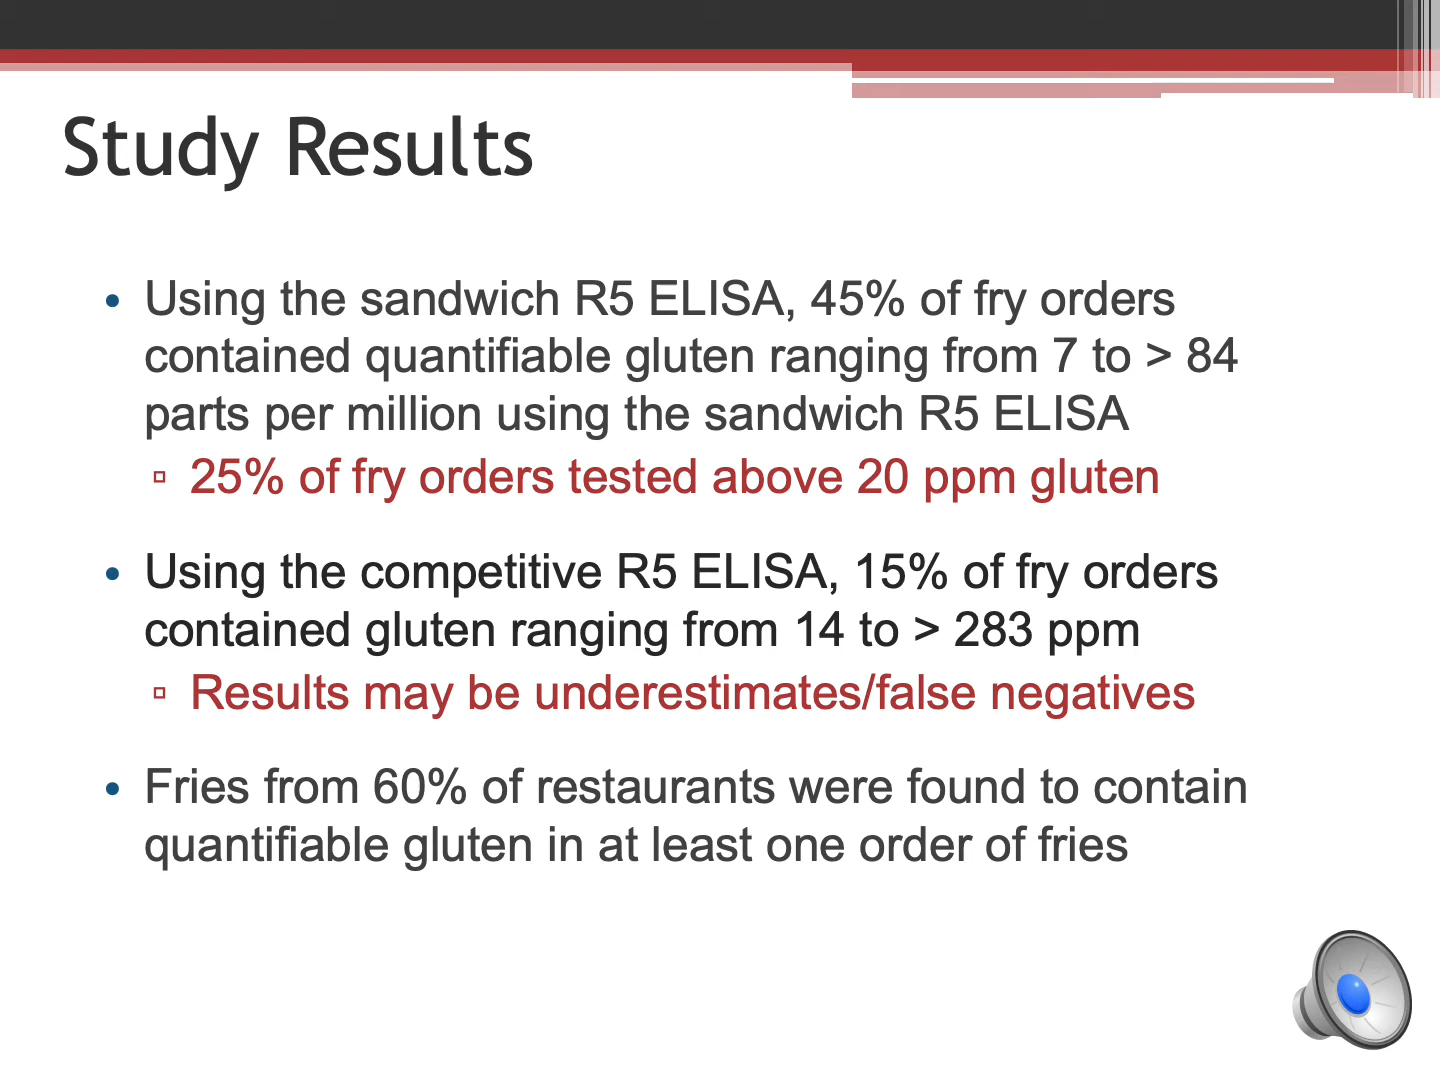 Study Results
• Using the sandwich R5 ELISA, 45% of fry orders
contained quantifiable gluten ranging from 7 to > 84
parts per million using the sandwich R5 ELISA
▫ 25% of fry orders tested above 20 ppm gluten
• Using the competitive R5 ELISA, 15% of fry orders
contained gluten ranging from 14 to > 283 ppm
▫ Results may be underestimates/false negatives
• Fries from 60% of restaurants were found to contain
quantifiable gluten in at least one order of fries